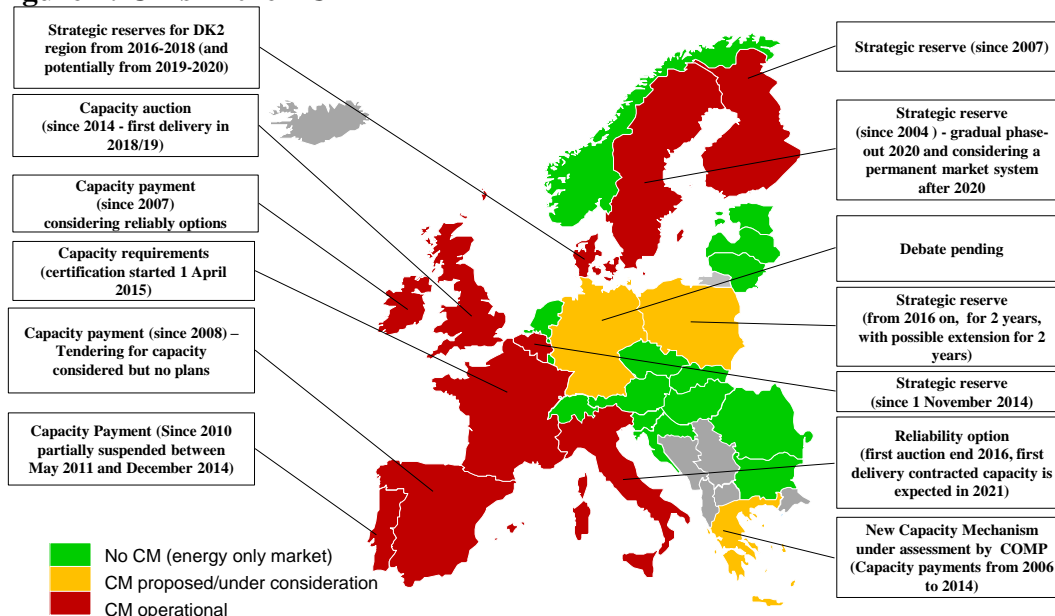 Strategic reserves for DK2
region from 2016-2018 (and
potentially from 2019-2020)
Capacity auction
(since 2014 - first delivery in
2018/19)
Capacity payment
(since 2007)
considering reliably options
Capacity requirements
(certification started 1 April
2015)
Capacity payment (since 2008) –
Tendering for capacity
considered but no plans
Capacity Payment (Since 2010
partially suspended between
May 2011 and December 2014)
Strategic reserve (since 2007)
Strategic reserve
(since 2004 ) - gradual phase-
out 2020 and considering a
permanent market system
after 2020
Debate pending
Strategic reserve
(from 2016 on, for 2 years,
with possible extension for 2
years)
Strategic reserve
(since 1 November 2014)
Reliability option
(first auction end 2016, first
delivery contracted capacity is
expected in 2021)
New Capacity Mechanism
under assessment by COMP
(Capacity payments from 2006
to 2014)
No CM (energy only market)
CM proposed/under consideration
CM operational